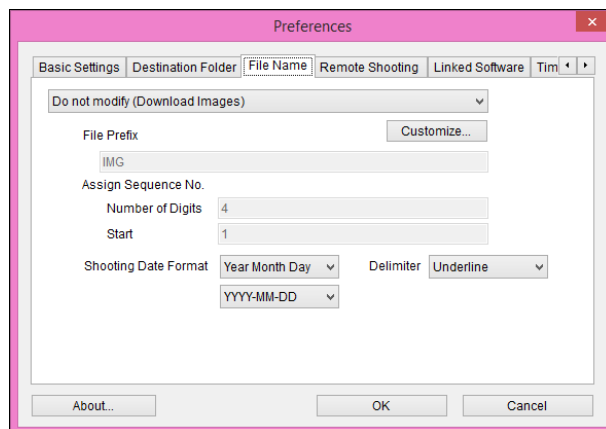 Preferences
Basic Settings Destination Folder File Name Remote Shooting Linked Software Tim
Do not modify (Download Images)
File Prefix Customize...
IMG
Assign Sequence No.
Number of Digits 4
Start 1
Shooting Date Format Year Month Day Delimiter Underline
YYYY-MM-DD
About... OK Cancel